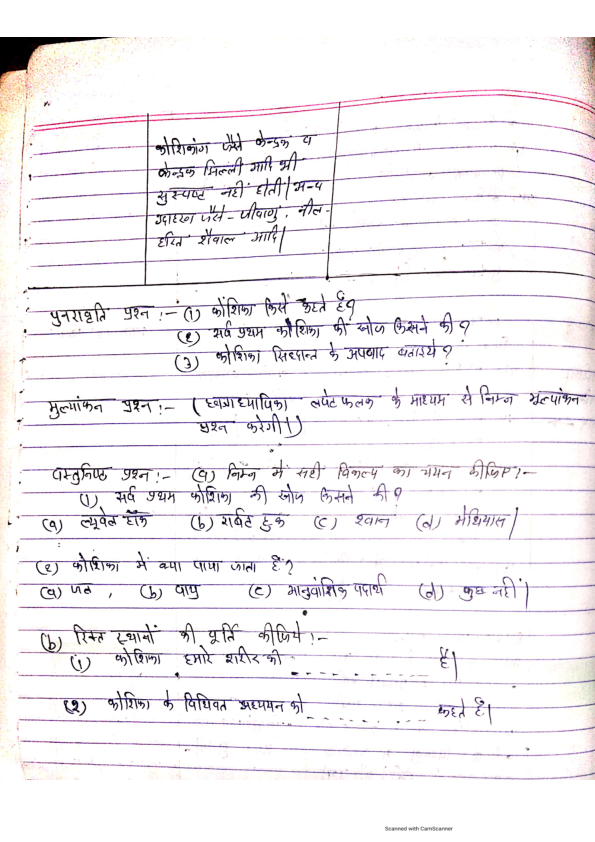 कोशिकांग जैसे केन्द्रक व
केन्द्रक झिल्ली आदि भी
सुस्पष्ट नहीं होती। अन्य
उदाहरण जैसे - जीवाणु, नील-
हरित शैवाल आदि।
पुनरावृति प्रश्न :- (1) कोशिका किसे कहते हैं?
(2) सर्व प्रथम कोशिका की खोज किसने की ?
(3) कोशिका सिध्दान्त के अपवाद बताइये ?
मुल्यांकन प्रश्न :- ( छात्राध्यापिका लपेट फलक के माध्यम से निम्न मूल्यांकन
प्रश्न करेगी।)
वस्तुनिष्ठ प्रश्न :- (a) निम्न में सही विकल्प का चयन कीजिए ?-
(1) सर्व प्रथम कोशिका की खोज किसने की ?
(a) ल्यूवेन हॉक (b) राबर्ट हुक (c) श्वान (d) मेथियास।
(2) कोशिका में क्या पाया जाता है ?
(a) जल , (b) वायु (c) आनुवांशिक पदार्थ (d) कुछ नहीं।
(b) रिक्त स्थानों की पूर्ति कीजिये :-
(1) कोशिका हमारे शरीर की - - - - - - - - है।
(2) कोशिका के विधिवत अध्ययन को - - - - - - - - कहते हैं।
Scanned with CamScanner